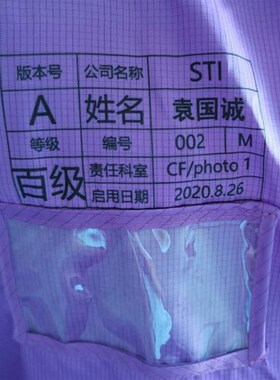 版本号 公司名称 STI
A 姓名 袁国诚
等级 编号 002 M
百级 责任科室 CF/photo 1
启用日期 2020.8.26